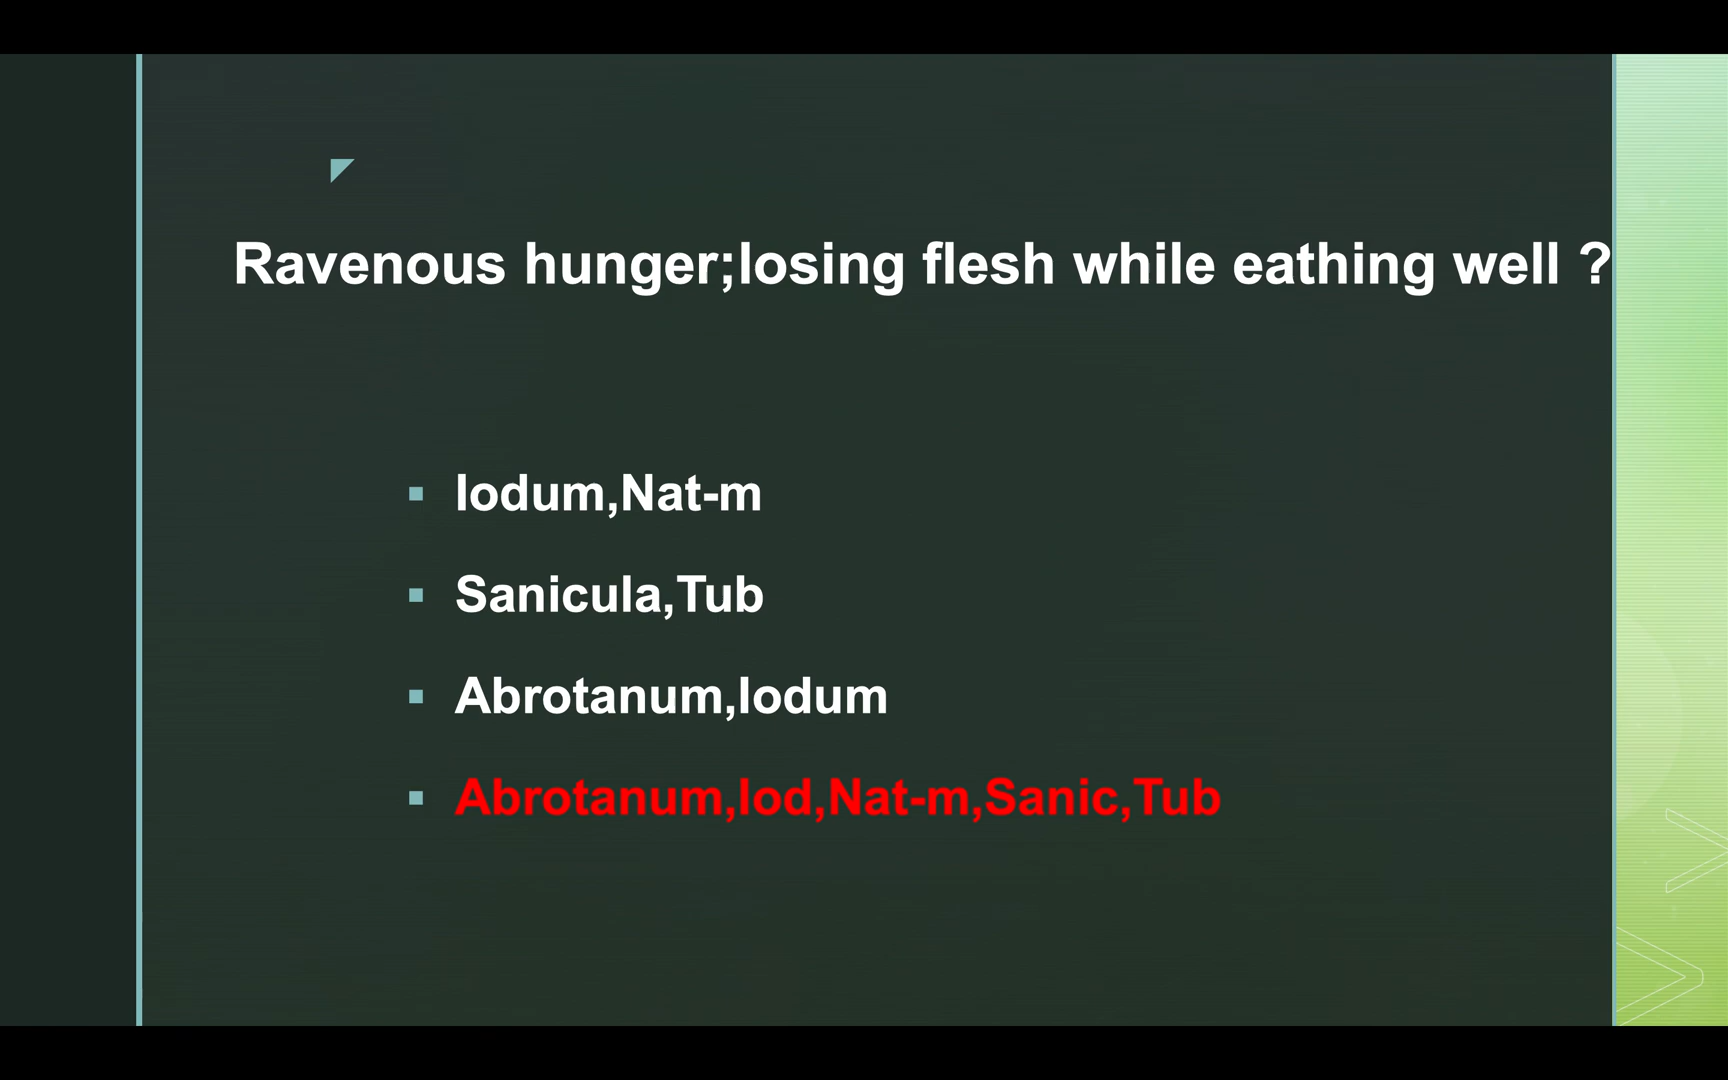 Ravenous hunger;losing flesh while eathing well ?
Iodum,Nat-m
Sanicula,Tub
Abrotanum,Iodum
Abrotanum,Iod,Nat-m,Sanic,Tub